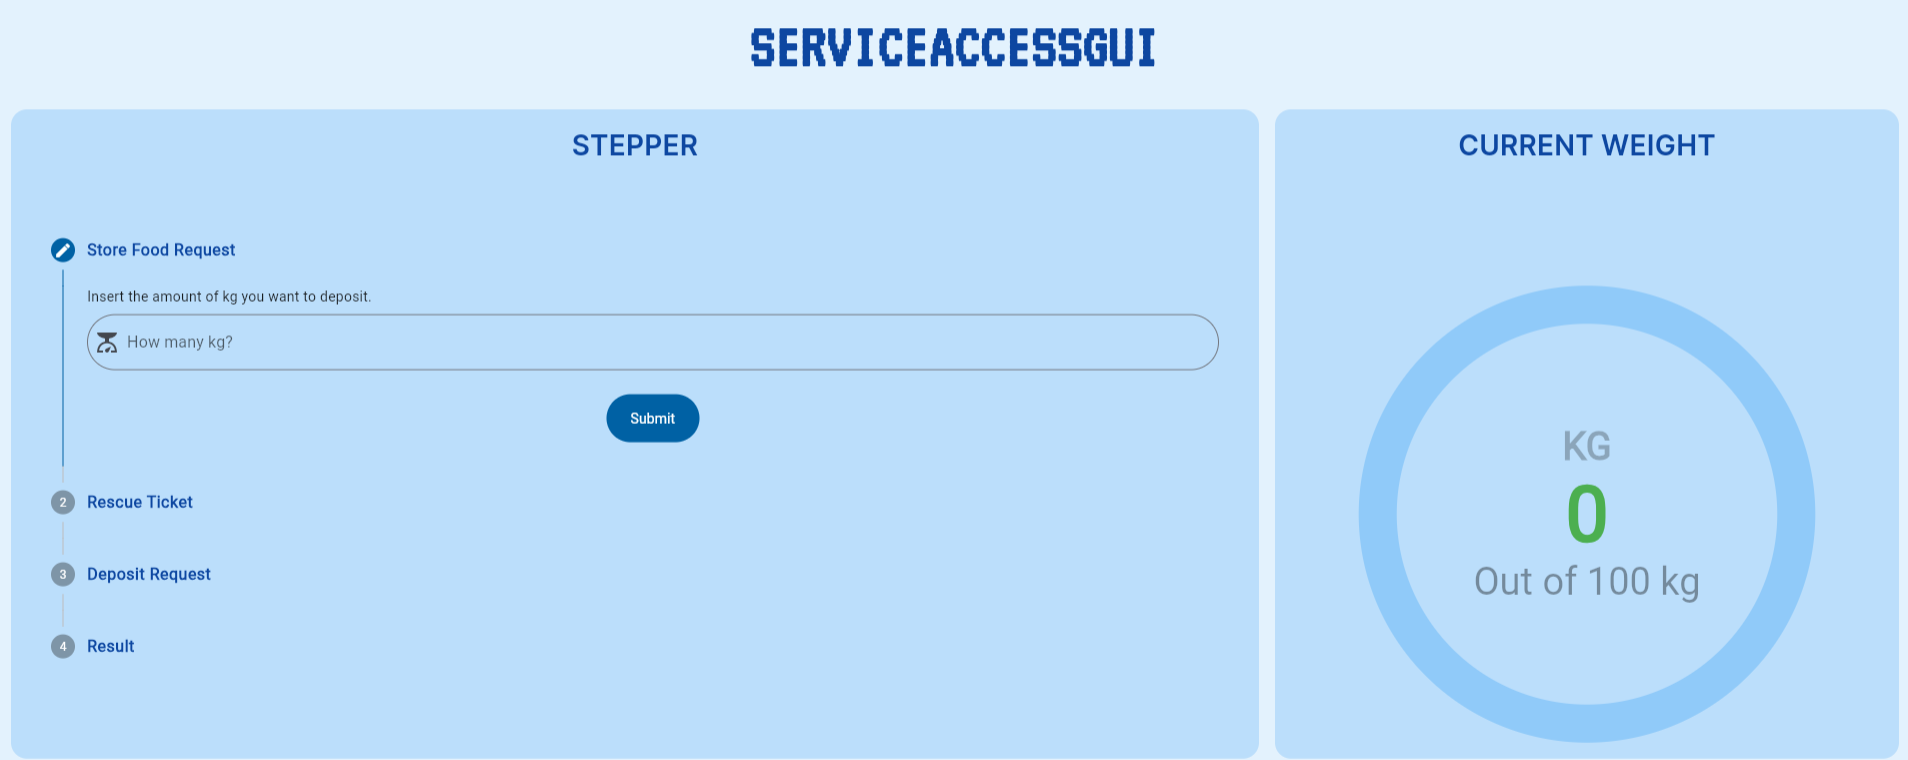 SERVICEACCESSGUI
STEPPER
Store Food Request
Insert the amount of kg you want to deposit.
How many kg?
Submit
2 Rescue Ticket
3 Deposit Request
4 Result
CURRENT WEIGHT
KG
0
Out of 100 kg